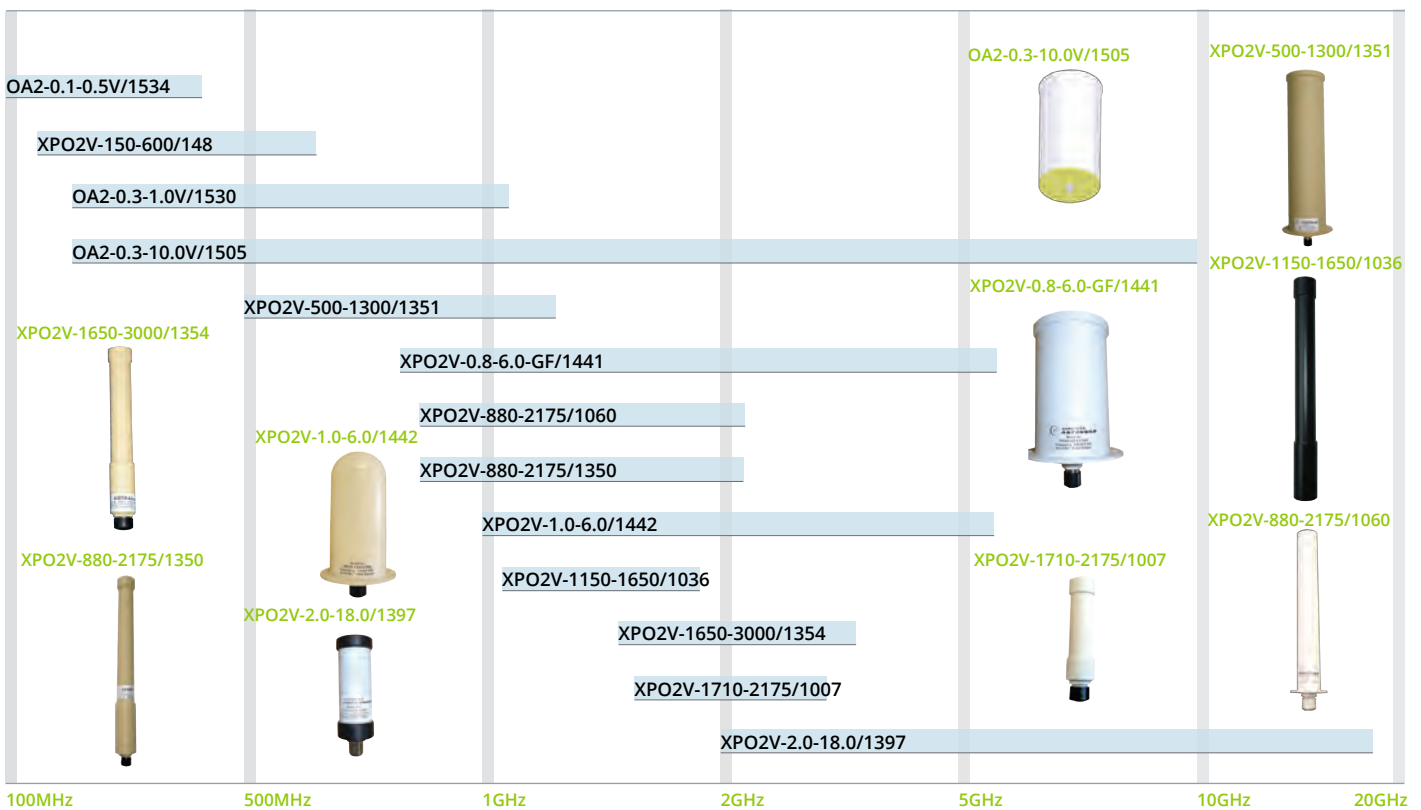 OA2-0.3-10.0V/1505
XPO2V-500-1300/1351
OA2-0.1-0.5V/1534
XPO2V-150-600/148
OA2-0.3-1.0V/1530
OA2-0.3-10.0V/1505
XPO2V-1150-1650/1036
XPO2V-0.8-6.0-GF/1441
XPO2V-500-1300/1351
XPO2V-1650-3000/1354
XPO2V-0.8-6.0-GF/1441
XPO2V-880-2175/1060
XPO2V-1.0-6.0/1442
XPO2V-880-2175/1350
XPO2V-1.0-6.0/1442
XPO2V-880-2175/1060
XPO2V-880-2175/1350
XPO2V-1710-2175/1007
XPO2V-1150-1650/1036
XPO2V-2.0-18.0/1397
XPO2V-1650-3000/1354
XPO2V-1710-2175/1007
XPO2V-2.0-18.0/1397
100MHz
500MHz
1GHz
2GHz
5GHz
10GHz
20GHz